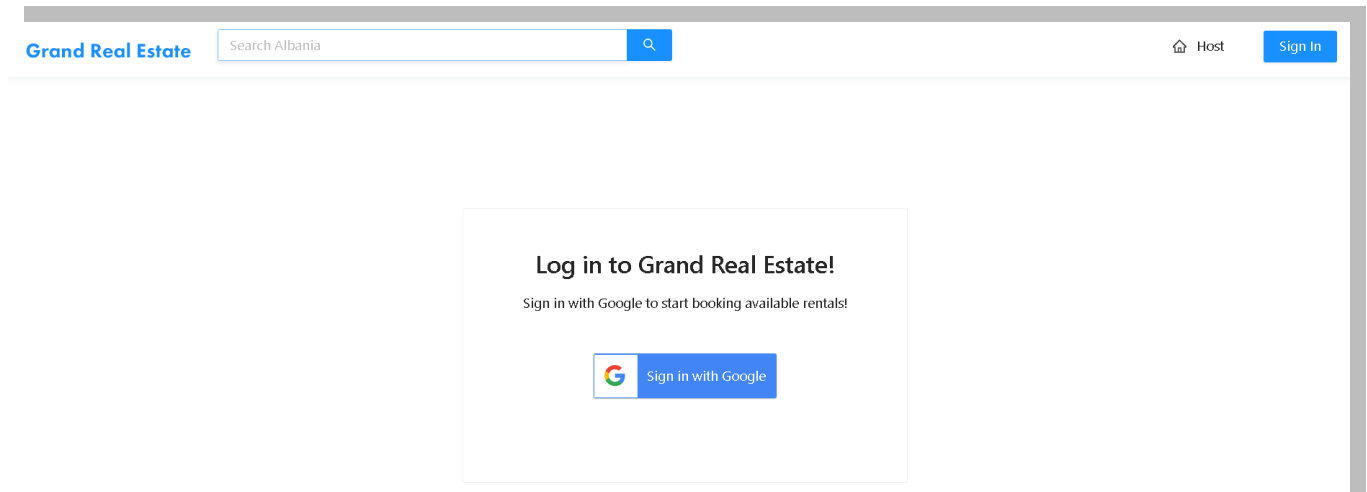 Grand Real Estate
Search Albania
Host
Sign In
Log in to Grand Real Estate!
Sign in with Google to start booking available rentals!
Sign in with Google